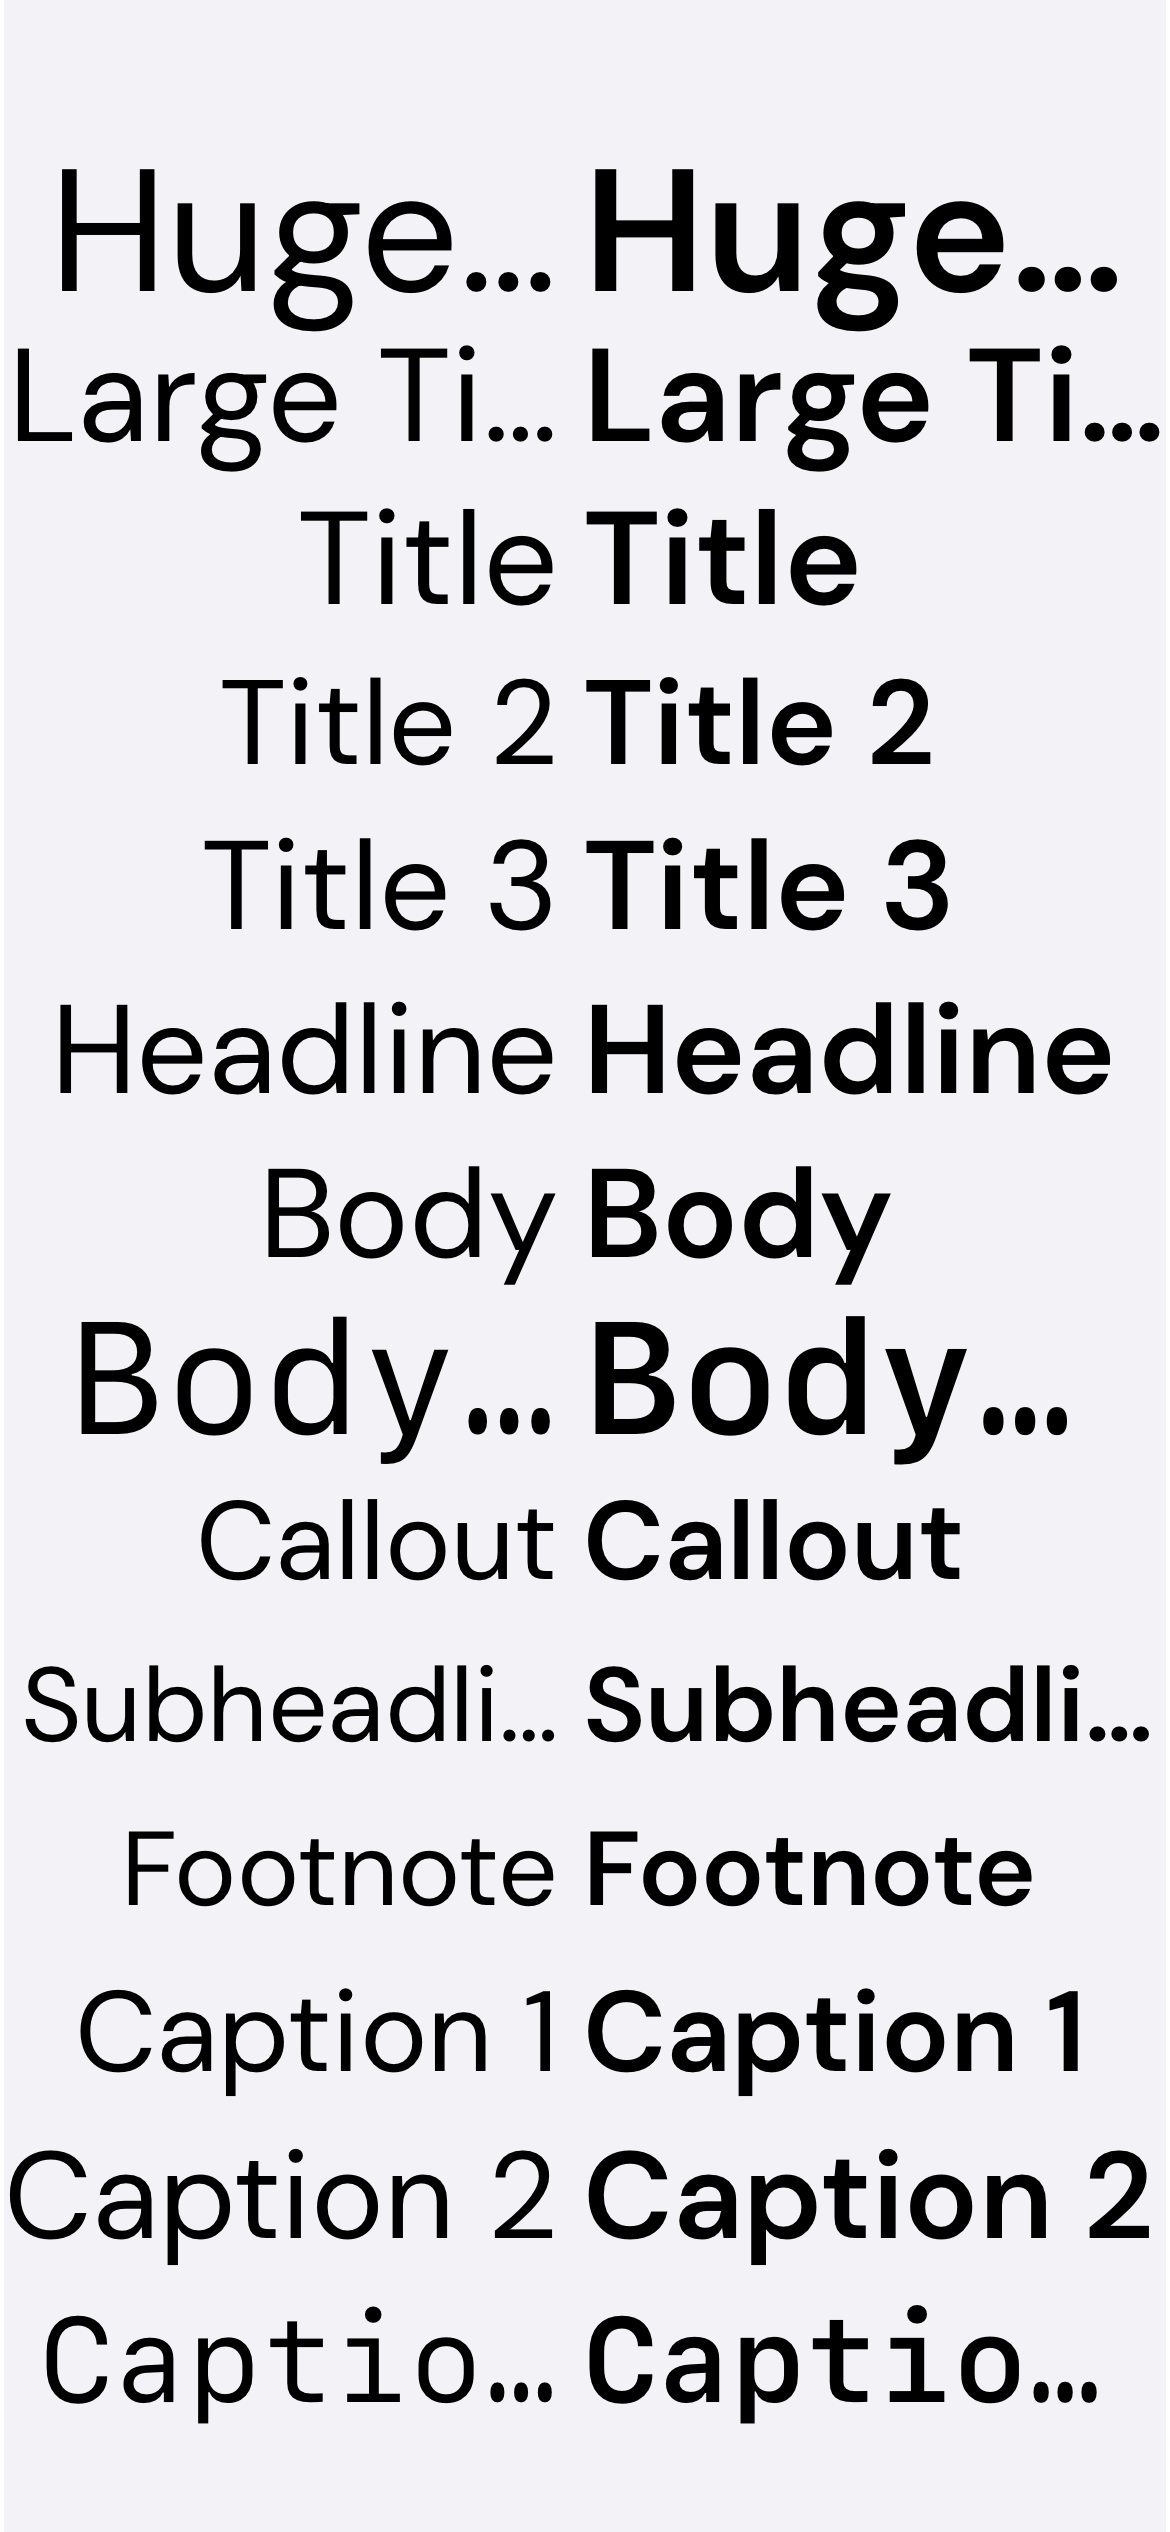 Huge… Huge…
Large Ti… Large Ti…
Title Title
Title 2 Title 2
Title 3 Title 3
Headline Headline
Body Body
Body… Body…
Callout Callout
Subheadli… Subheadli…
Footnote Footnote
Caption 1 Caption 1
Caption 2 Caption 2
Captio… Captio…